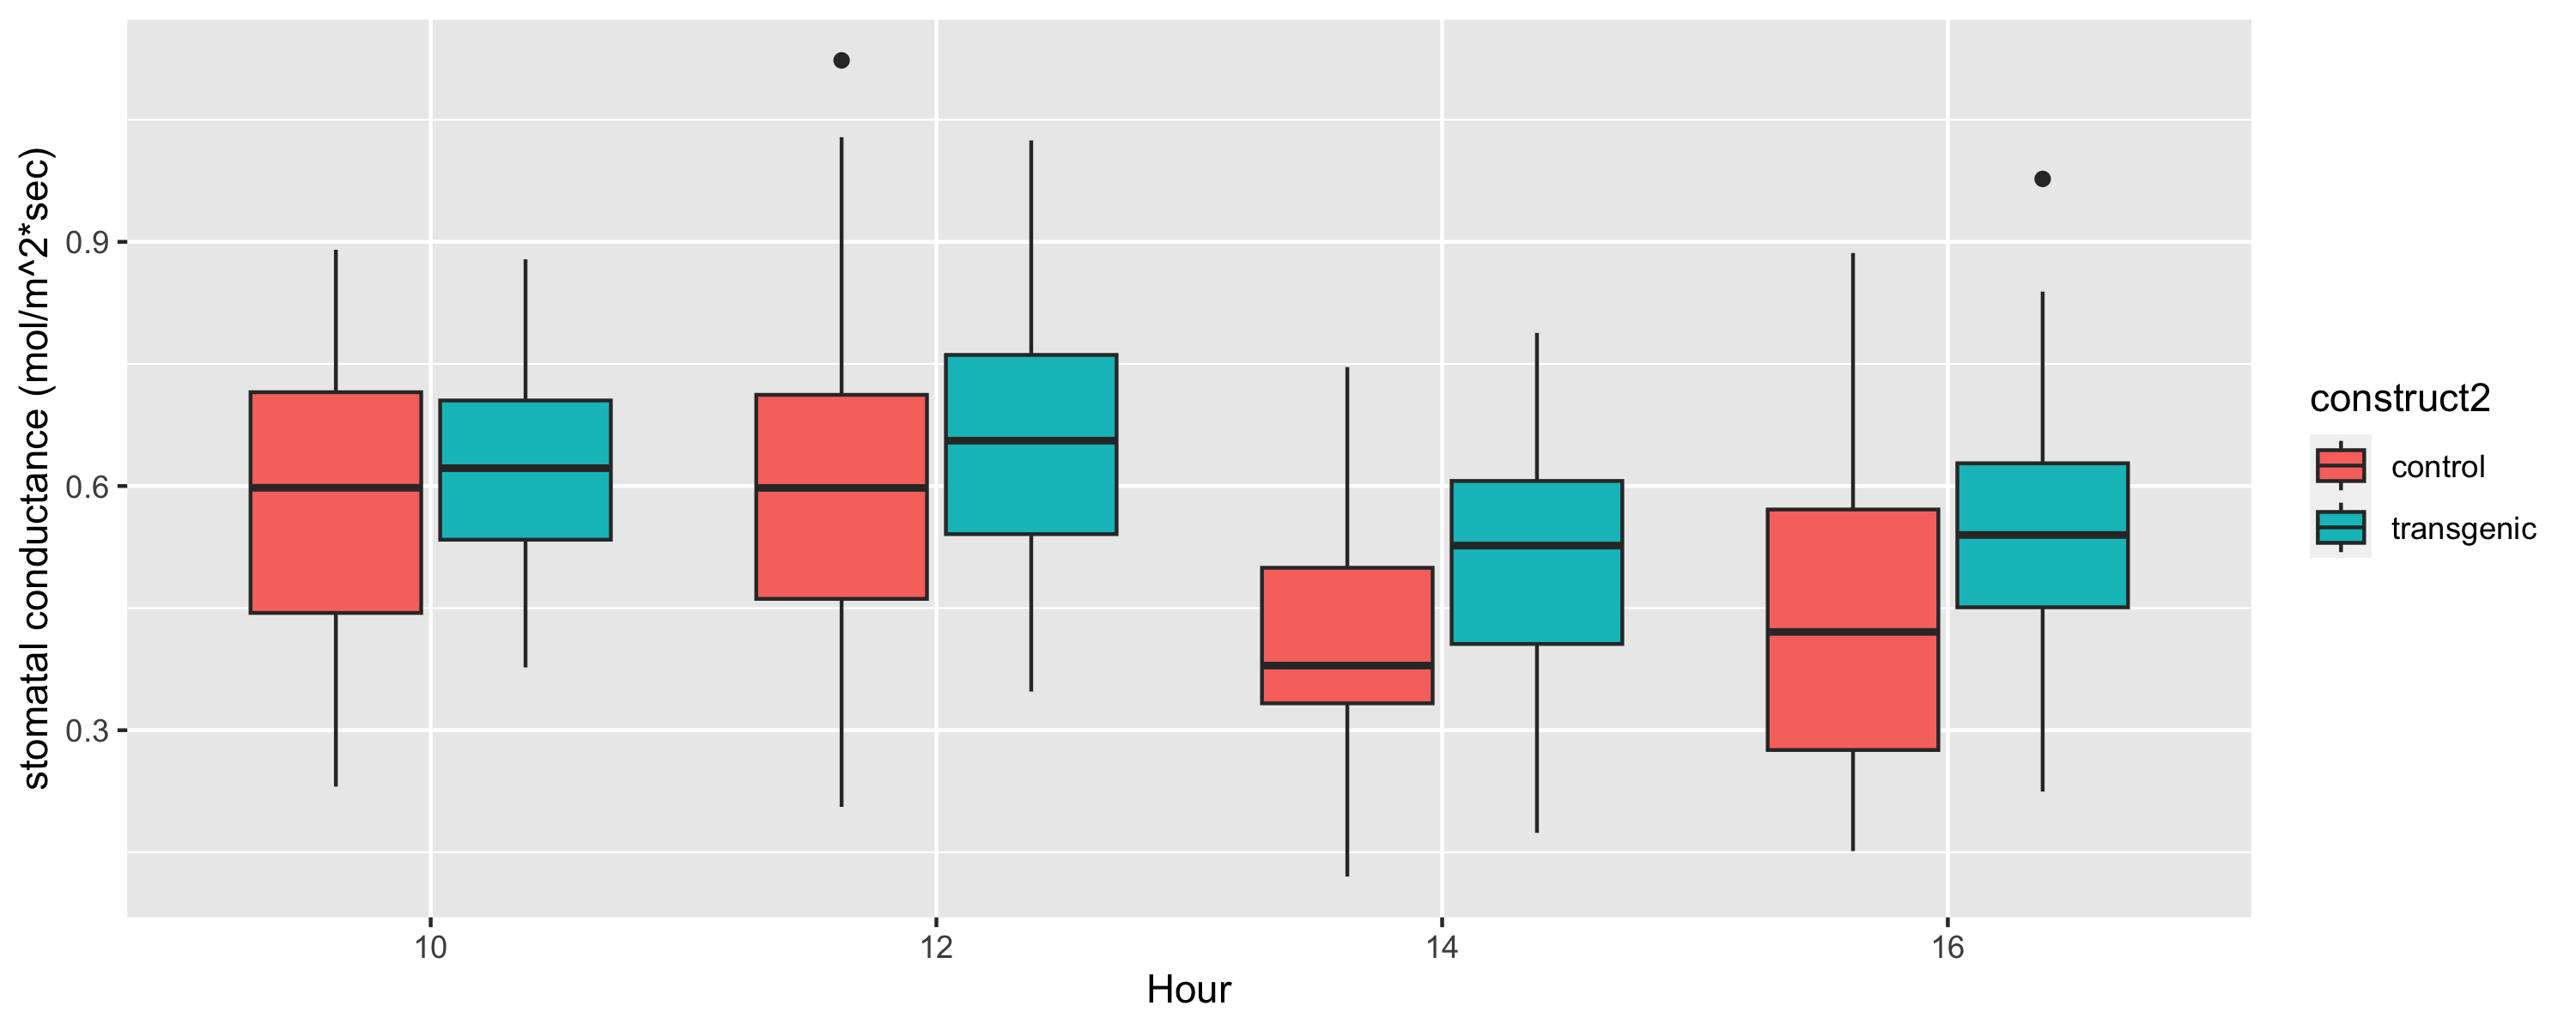 stomatal conductance (mol/m^2*sec)
0.9
0.6
0.3
10 12 14 16
Hour
construct2
control
transgenic